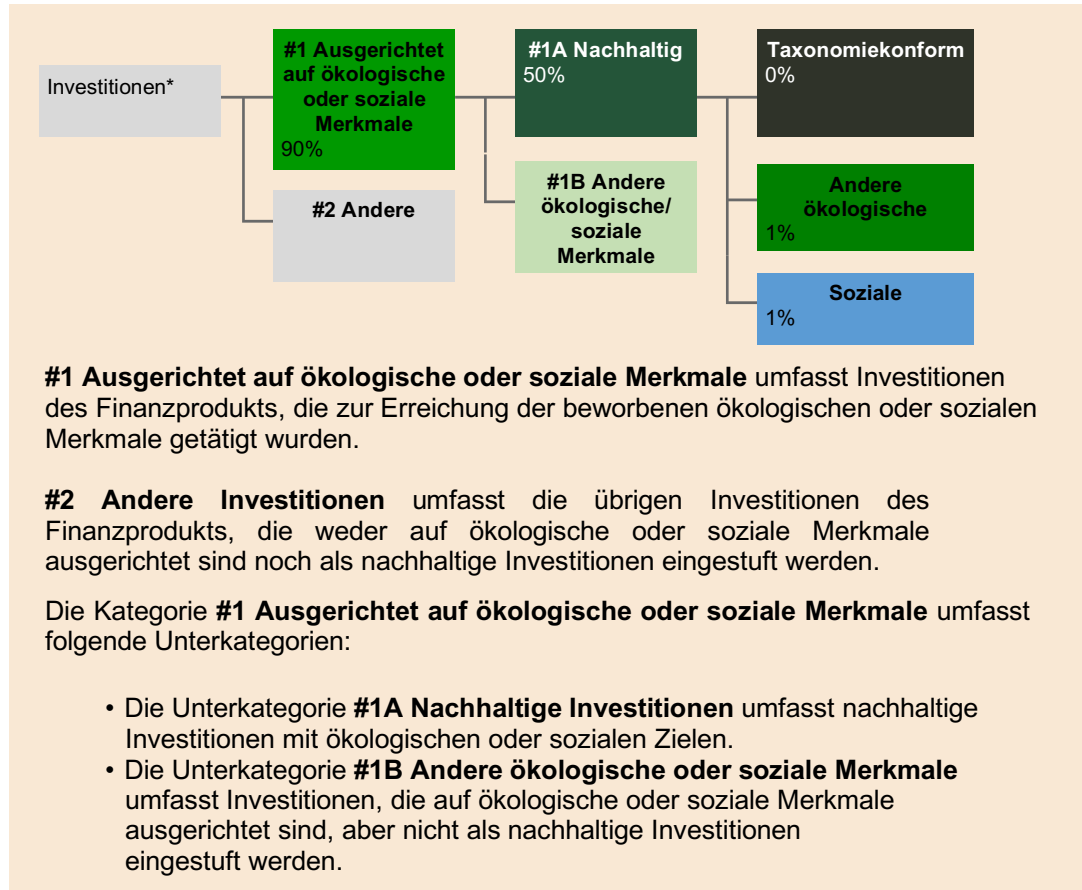 Investitionen*
#1 Ausgerichtet
auf ökologische
oder soziale
Merkmale
90%
#2 Andere
#1A Nachhaltig
50%
#1B Andere
ökologische/
soziale
Merkmale
Taxonomiekonform
0%
Andere
ökologische
1%
Soziale
1%
#1 Ausgerichtet auf ökologische oder soziale Merkmale umfasst Investitionen
des Finanzprodukts, die zur Erreichung der beworbenen ökologischen oder sozialen
Merkmale getätigt wurden.
#2 Andere Investitionen umfasst die übrigen Investitionen des
Finanzprodukts, die weder auf ökologische oder soziale Merkmale
ausgerichtet sind noch als nachhaltige Investitionen eingestuft werden.
Die Kategorie #1 Ausgerichtet auf ökologische oder soziale Merkmale umfasst
folgende Unterkategorien:
• Die Unterkategorie #1A Nachhaltige Investitionen umfasst nachhaltige
Investitionen mit ökologischen oder sozialen Zielen.
• Die Unterkategorie #1B Andere ökologische oder soziale Merkmale
umfasst Investitionen, die auf ökologische oder soziale Merkmale
ausgerichtet sind, aber nicht als nachhaltige Investitionen
eingestuft werden.